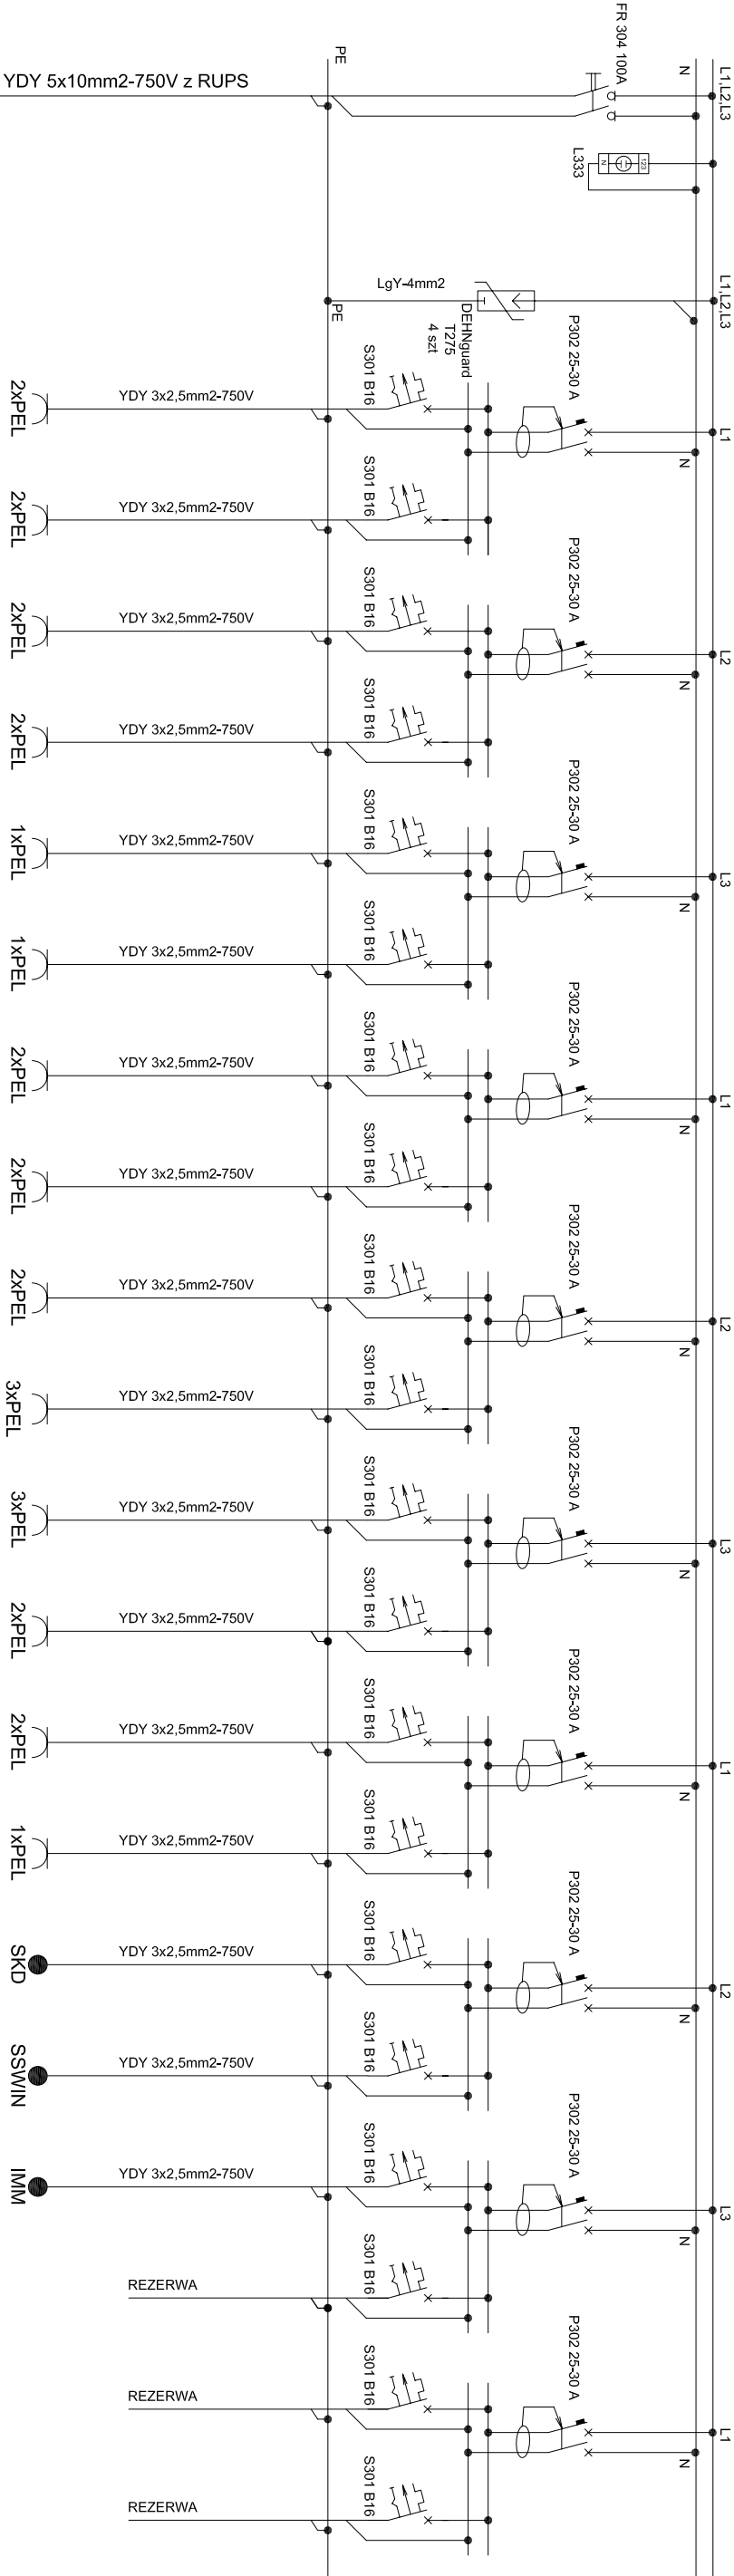 L1,L2,L3
N
FR 304 100A
PE
YDY 5x10mm2-750V z RUPS
123
N
L333
L1,L2,L3
LgY-4mm2
PE
DEHNguard
T275
4 szt
P302 25-30 A
L1
N
S301 B16
YDY 3x2,5mm2-750V
2xPEL
S301 B16
YDY 3x2,5mm2-750V
2xPEL
P302 25-30 A
L2
N
S301 B16
YDY 3x2,5mm2-750V
2xPEL
S301 B16
YDY 3x2,5mm2-750V
2xPEL
P302 25-30 A
L3
N
S301 B16
YDY 3x2,5mm2-750V
1xPEL
S301 B16
YDY 3x2,5mm2-750V
1xPEL
P302 25-30 A
L1
N
S301 B16
YDY 3x2,5mm2-750V
2xPEL
S301 B16
YDY 3x2,5mm2-750V
2xPEL
P302 25-30 A
L2
N
S301 B16
YDY 3x2,5mm2-750V
2xPEL
S301 B16
YDY 3x2,5mm2-750V
3xPEL
P302 25-30 A
L3
N
S301 B16
YDY 3x2,5mm2-750V
3xPEL
S301 B16
YDY 3x2,5mm2-750V
2xPEL
P302 25-30 A
L1
N
S301 B16
YDY 3x2,5mm2-750V
2xPEL
S301 B16
YDY 3x2,5mm2-750V
1xPEL
P302 25-30 A
L2
N
S301 B16
YDY 3x2,5mm2-750V
SKD
S301 B16
YDY 3x2,5mm2-750V
SSWIN
P302 25-30 A
L3
N
S301 B16
YDY 3x2,5mm2-750V
IMM
S301 B16
REZERWA
P302 25-30 A
L1
N
S301 B16
REZERWA
S301 B16
REZERWA